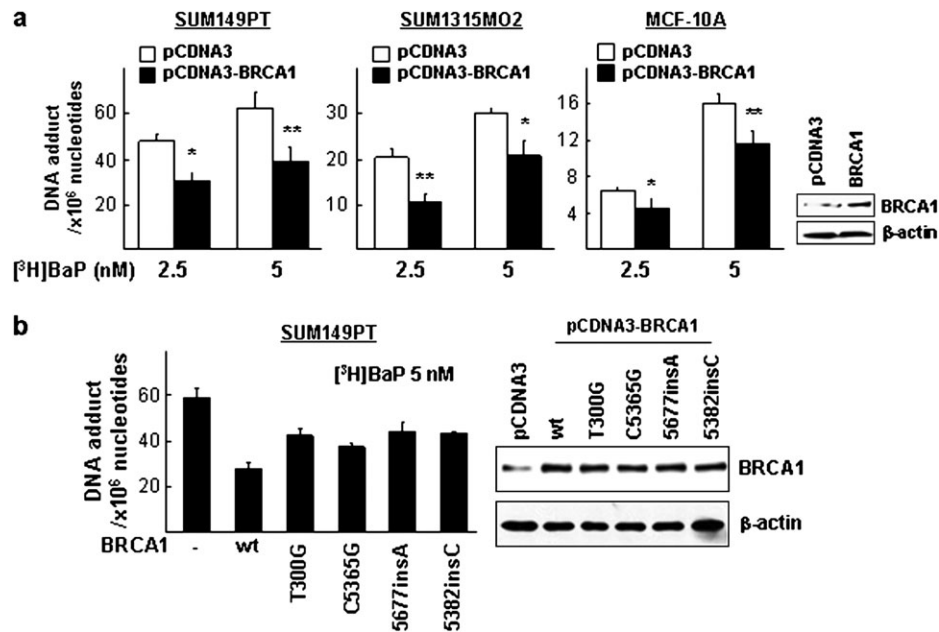 a
SUM149PT
pCDNA3
pCDNA3-BRCA1
DNA adduct
/x10⁶ nucleotides
60
40
20
SUM1315MO2
pCDNA3
pCDNA3-BRCA1
30
20
10
MCF-10A
pCDNA3
pCDNA3-BRCA1
16
12
8
4
* **
** *
* **
[³H]BaP (nM) 2.5 5 2.5 5 2.5 5
pCDNA3
BRCA1
BRCA1
β-actin
b
SUM149PT
[³H]BaP 5 nM
DNA adduct
/x10⁶ nucleotides
60
40
20
BRCA1 - wt T300G C5365G 5677insA 5382insC
pCDNA3-BRCA1
pCDNA3 wt T300G C5365G 5677insA 5382insC
BRCA1
β-actin